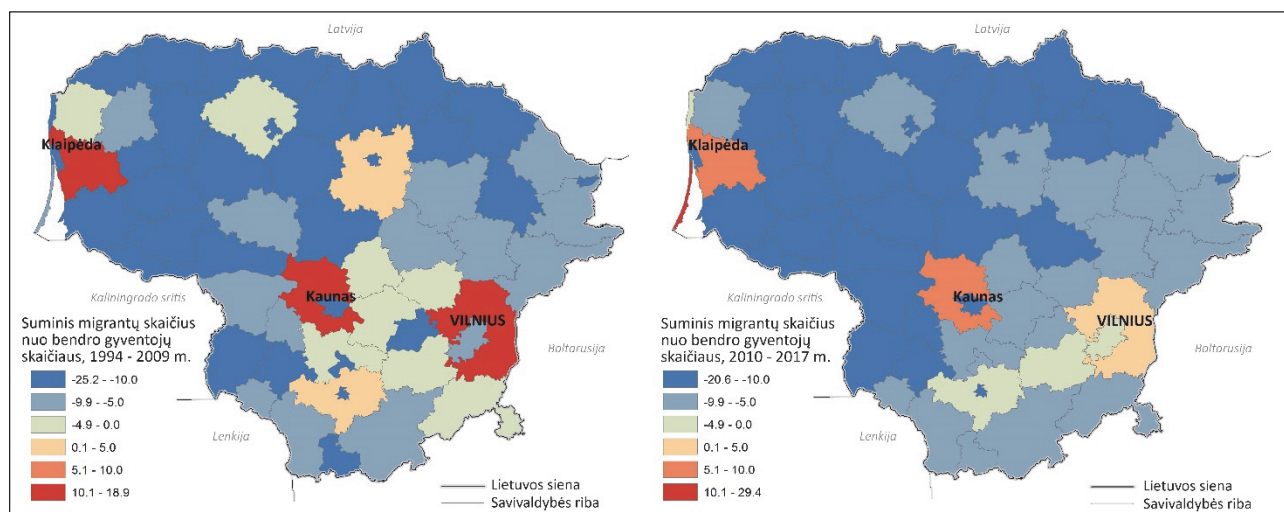 Latvija
Klaipėda
Kaunas
VILNIUS
Kaliningrado sritis
Baltarusija
Lenkija
Suminis migrantų skaičius
nuo bendro gyventojų
skaičiaus, 1994 - 2009 m.
-25.2 - -10.0
-9.9 - -5.0
-4.9 - 0.0
0.1 - 5.0
5.1 - 10.0
10.1 - 18.9
Lietuvos siena
Savivaldybės riba
Latvija
Klaipėda
Kaunas
VILNIUS
Kaliningrado sritis
Baltarusija
Lenkija
Suminis migrantų skaičius
nuo bendro gyventojų
skaičiaus, 2010 - 2017 m.
-20.6 - -10.0
-9.9 - -5.0
-4.9 - 0.0
0.1 - 5.0
5.1 - 10.0
10.1 - 29.4
Lietuvos siena
Savivaldybės riba